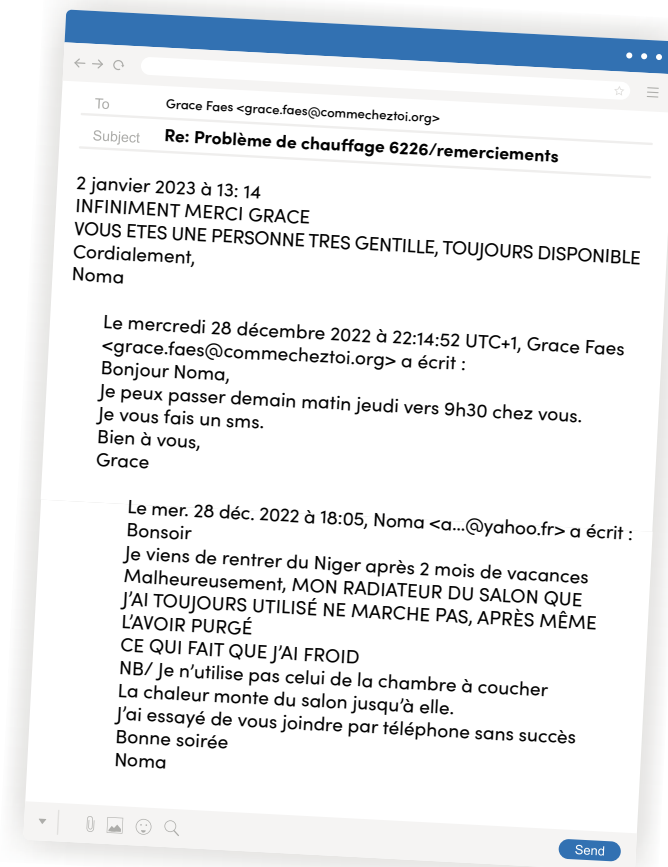 To Grace Faes <grace.faes@commecheztoi.org>
Subject Re: Problème de chauffage 6226/remerciements
2 janvier 2023 à 13: 14
INFINIMENT MERCI GRACE
VOUS ETES UNE PERSONNE TRES GENTILLE, TOUJOURS DISPONIBLE
Cordialement,
Noma
Le mercredi 28 décembre 2022 à 22:14:52 UTC+1, Grace Faes
<grace.faes@commecheztoi.org> a écrit :
Bonjour Noma,
Je peux passer demain matin jeudi vers 9h30 chez vous.
Je vous fais un sms.
Bien à vous,
Grace
Le mer. 28 déc. 2022 à 18:05, Noma <a...@yahoo.fr> a écrit :
Bonsoir
Je viens de rentrer du Niger après 2 mois de vacances
Malheureusement, MON RADIATEUR DU SALON QUE
J'AI TOUJOURS UTILISÉ NE MARCHE PAS, APRÈS MÊME
L'AVOIR PURGÉ
CE QUI FAIT QUE J'AI FROID
NB/ Je n'utilise pas celui de la chambre à coucher
La chaleur monte du salon jusqu'à elle.
J'ai essayé de vous joindre par téléphone sans succès
Bonne soirée
Noma
Send